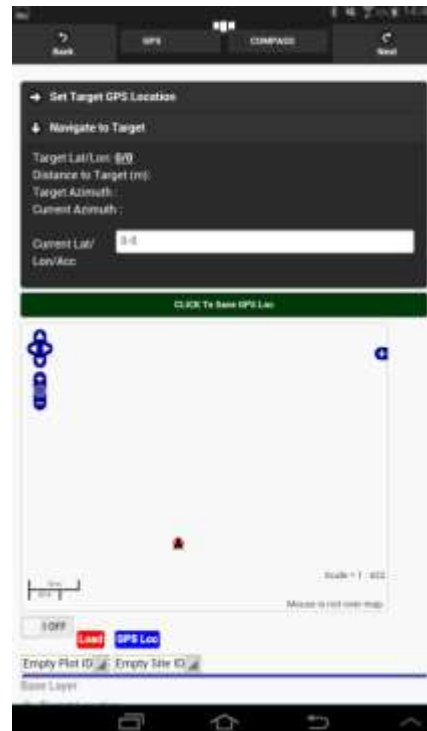 Back
GPS
COMPASS
Next
Set Target GPS Location
Navigate to Target
Target Lat/Lon: 0/0
Distance to Target (m):
Target Azimuth :
Current Azimuth :
Current Lat/
Lon/Acc
CLICK To Save GPS Loc
Scale = 1 :
Mouse is not over map.
OFF
Load
GPS Loc
Empty Plot ID
Empty Site ID
Base Layer